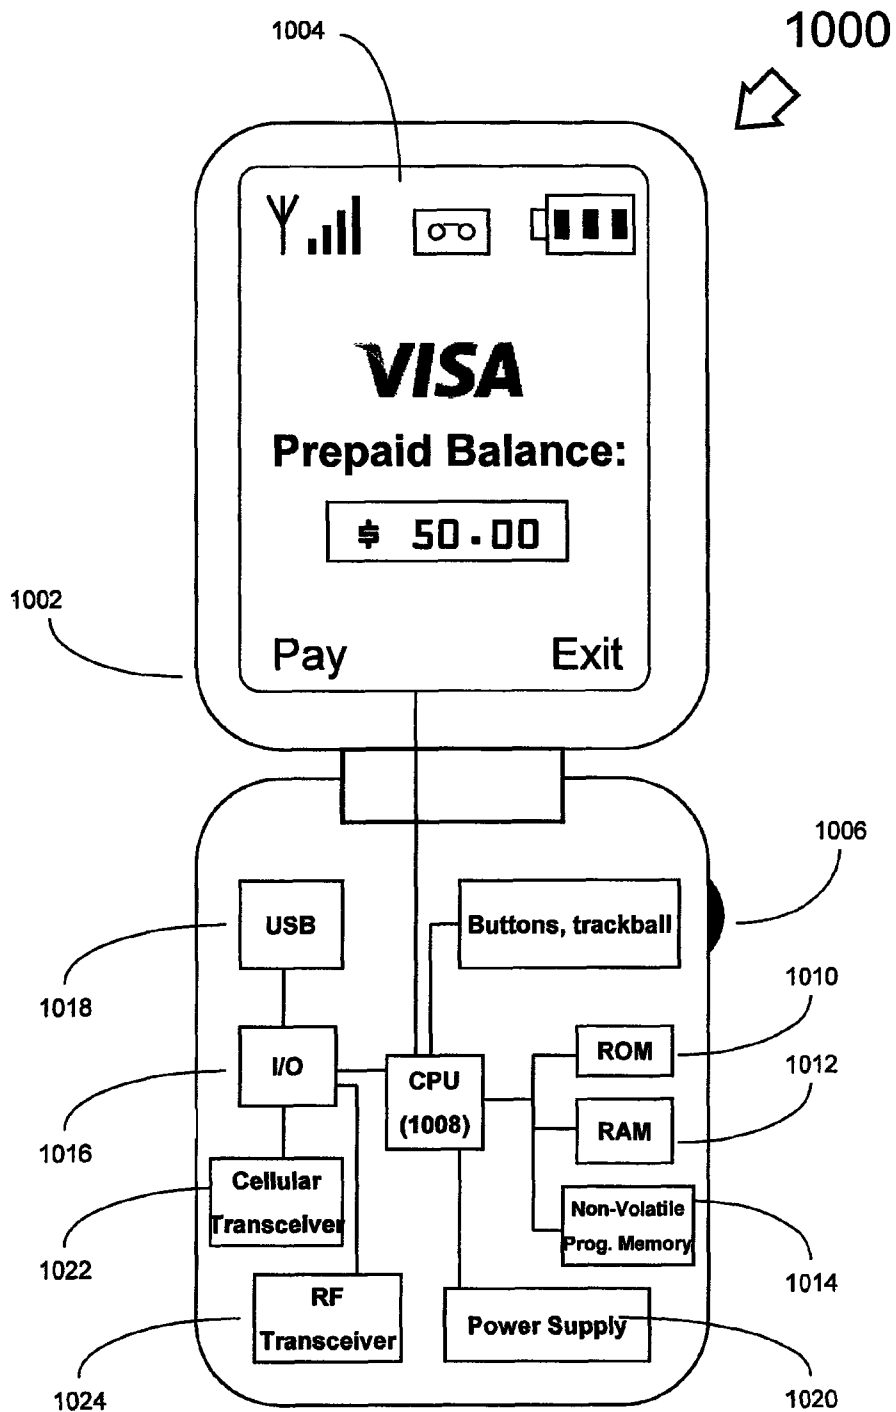 1000
1004
VISA
Prepaid Balance:
$ 50.00
1002
Pay
Exit
1006
USB
Buttons, trackball
1018
1010
I/O
CPU
(1008)
ROM
1012
1016
RAM
Cellular
Transceiver
Non-Volatile
Prog. Memory
1022
1014
RF
Transceiver
Power Supply
1024
1020